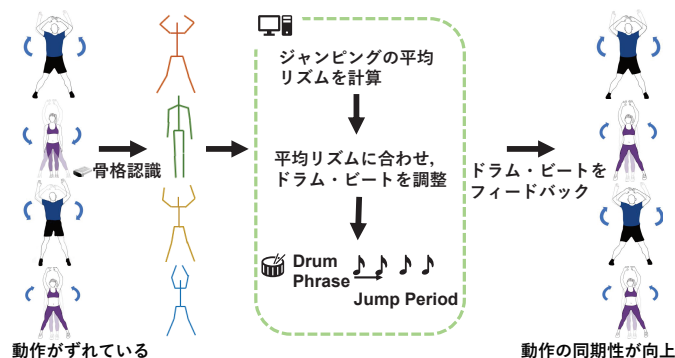 骨格認識
動作がずれている
ジャンピングの平均
リズムを計算
平均リズムに合わせ,
ドラム・ビートを調整
Drum
Phrase
Jump Period
ドラム・ビートを
フィードバック
動作の同期性が向上